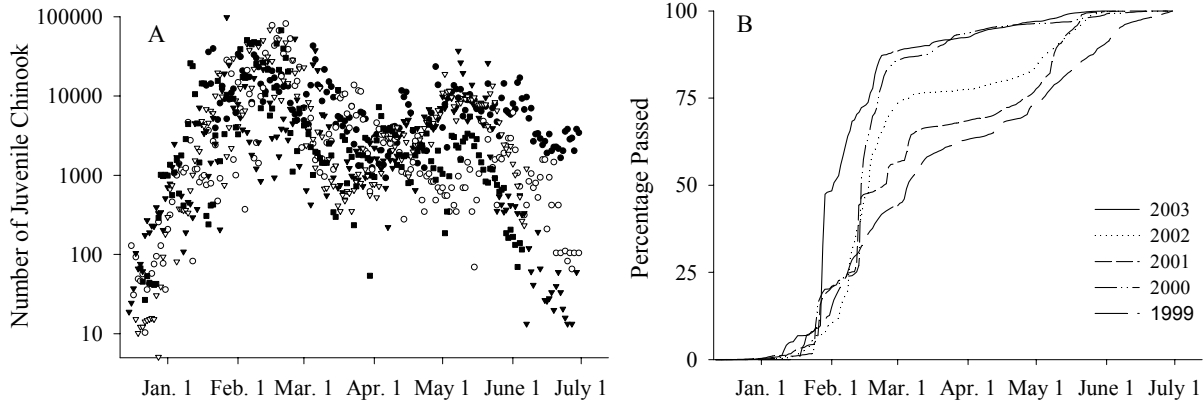 A
Number of Juvenile Chinook
100000
10000
1000
100
10
Jan. 1 Feb. 1 Mar. 1 Apr. 1 May 1 June 1 July 1
B
Percentage Passed
100
75
50
25
0
2003
2002
2001
2000
1999
Jan. 1 Feb. 1 Mar. 1 Apr. 1 May 1 June 1 July 1